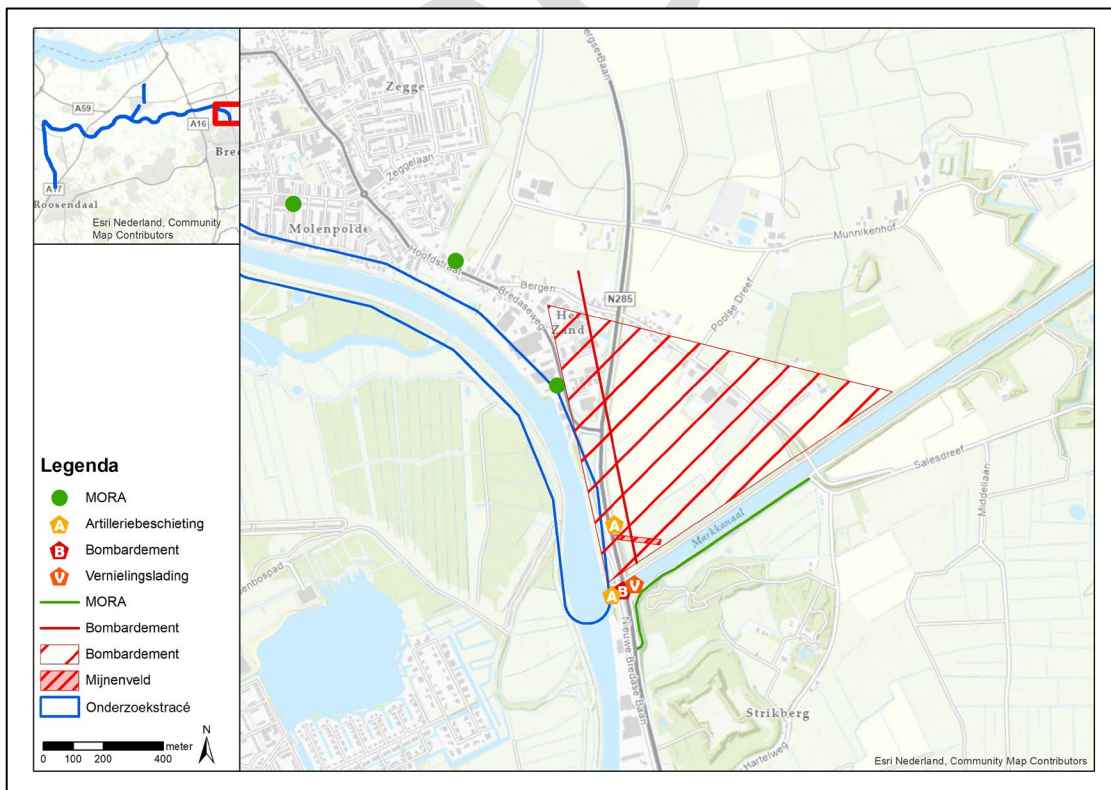 A59
A16
Bred
A17
Roosendaal
Esri Nederland, Community
Map Contributors
Zegge
Zeggelaan
Molenpolde
Hoofdstraat
Bergen
Bredaseweg
Het
Zand
N285
Munnikenhof
Poolse Dreef
Salesdreef
Middellaan
Markkanaal
A
A
B
V
Nieuwe Bredase Baan
Strikberg
Hartelweg
Legenda
MORA
A
Artilleriebeschieting
B
Bombardement
V
Vernielingslading
MORA
Bombardement
Bombardement
Mijnenveld
Onderzoekstracé
N
meter
0 100 200 400
Esri Nederland, Community Map Contributors